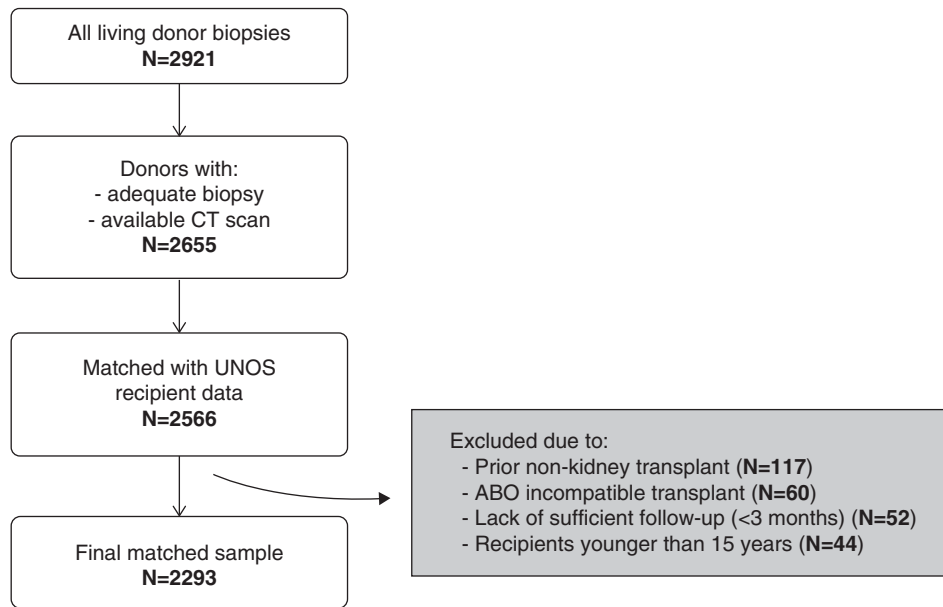 All living donor biopsies
N=2921
Donors with:
- adequate biopsy
- available CT scan
N=2655
Matched with UNOS
recipient data
N=2566
Excluded due to:
- Prior non-kidney transplant (N=117)
- ABO incompatible transplant (N=60)
- Lack of sufficient follow-up (<3 months) (N=52)
- Recipients younger than 15 years (N=44)
Final matched sample
N=2293